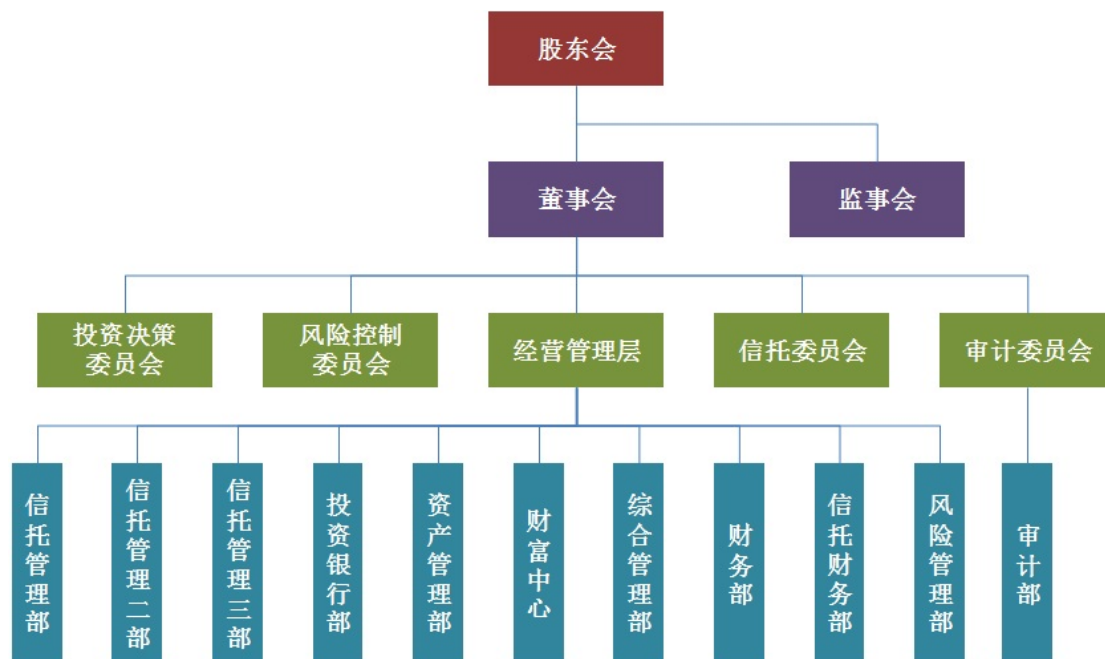 股东会
董事会
监事会
投资决策
委员会
风险控制
委员会
经营管理层
信托委员会
审计委员会
信托管理部
信托管理二部
信托管理三部
投资银行部
资产管理部
财富中心
综合管理部
财务部
信托财务部
风险管理部
审计部